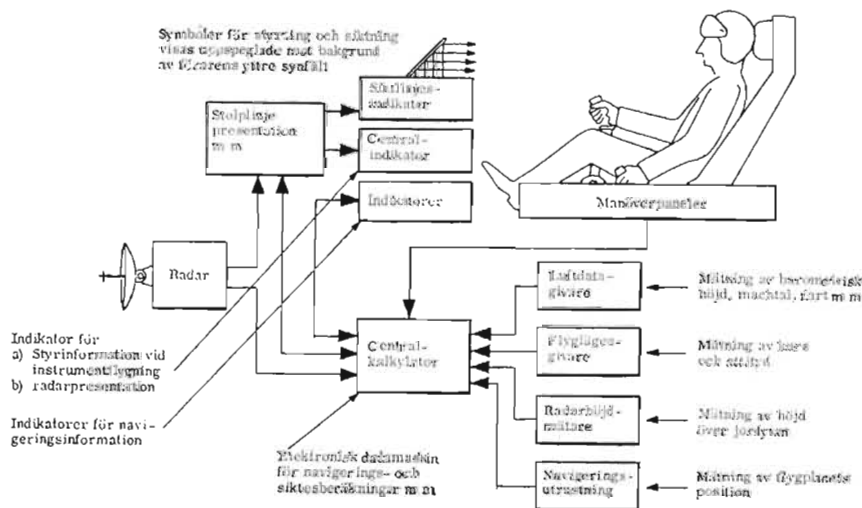 Symboler för styrning och siktning
visas uppspeglade mot bakgrund
av förarens yttre synfält
Siktlinjes-
indikator
Stolplinje
presentation
m m
Central-
indikator
Indikatorer
Manöverpaneler
Radar
Luftdata-
givare
Mätning av barometrisk
höjd, machtal, fart m m
Central-
kalkylator
Flygläges-
givare
Mätning av kurs
och attityd
Indikator för
a) Styrinformation vid
instrumentflygning
b) radarpresentation
Radarhöjd-
mätare
Mätning av höjd
över jordytan
Indikatorer för navi-
geringsinformation
Elektronisk datamaskin
för navigerings- och
siktesberäkningar m m
Navigerings-
utrustning
Mätning av flygplanets
position